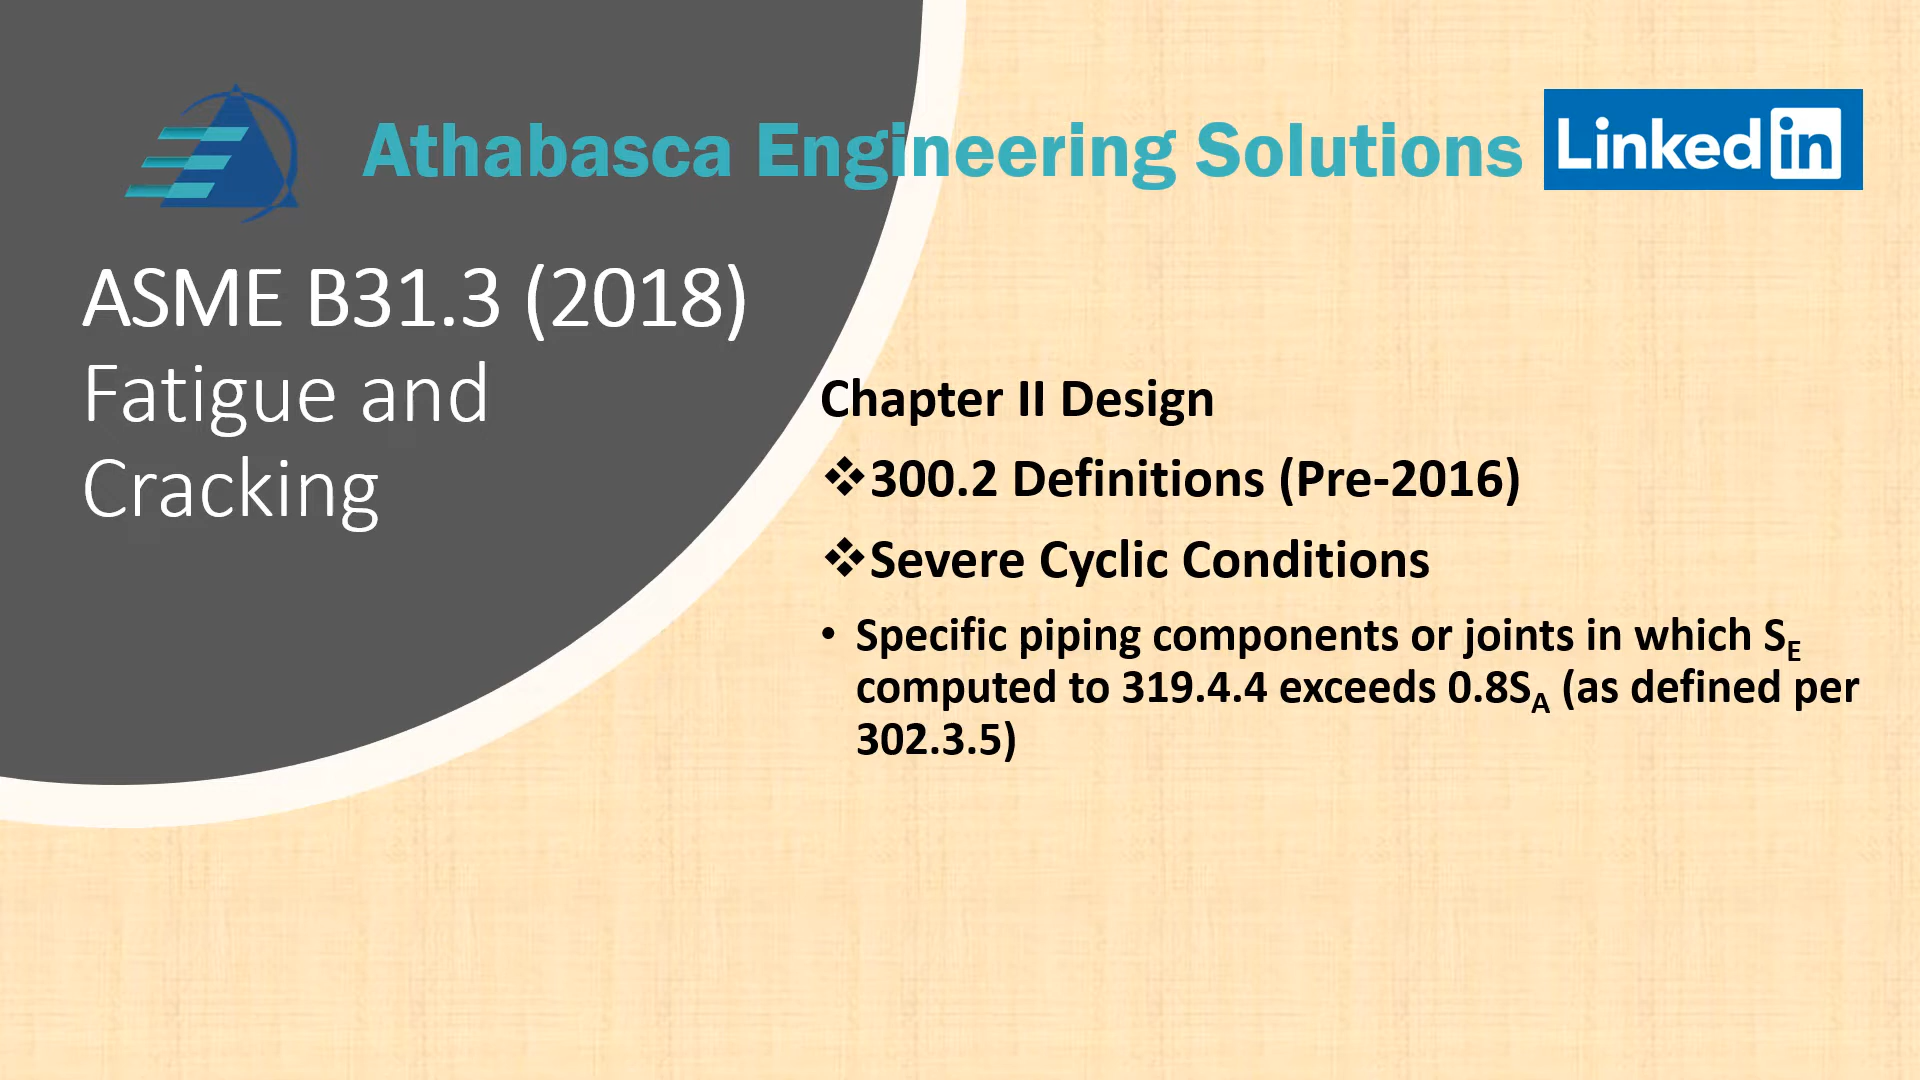 Athabasca Engineering Solutions
Linked in
ASME B31.3 (2018)
Fatigue and
Cracking
Chapter II Design
❖300.2 Definitions (Pre-2016)
❖Severe Cyclic Conditions
• Specific piping components or joints in which SE
computed to 319.4.4 exceeds 0.8SA (as defined per
302.3.5)